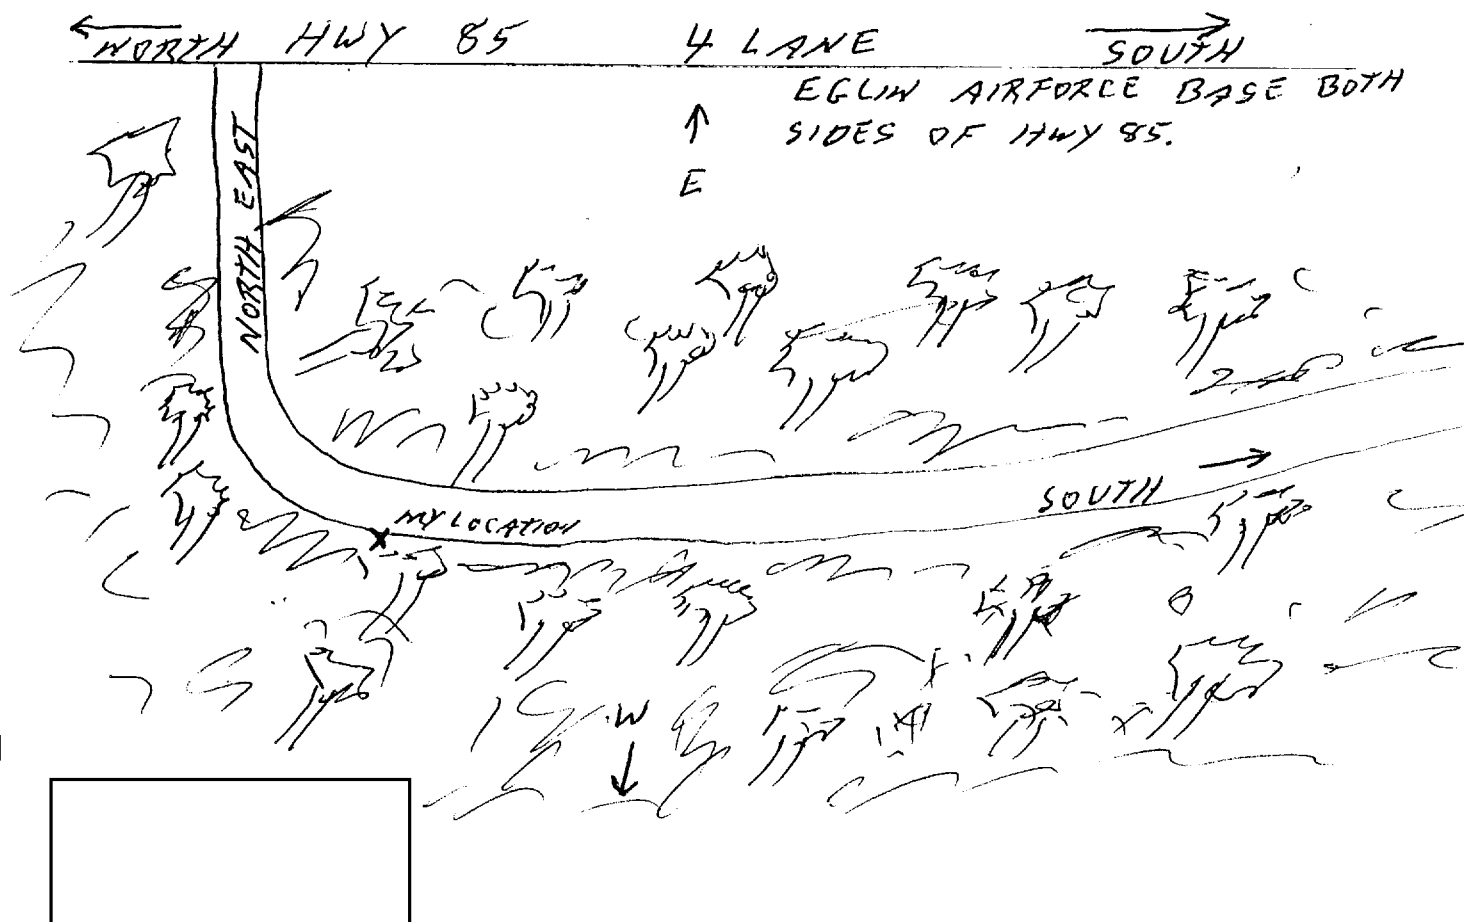 NORTH HWY 85 4 LANE SOUTH
EGLIN AIRFORCE BASE BOTH
SIDES OF HWY 85.
E
NORTH EAST
SOUTH
MY LOCATION
W